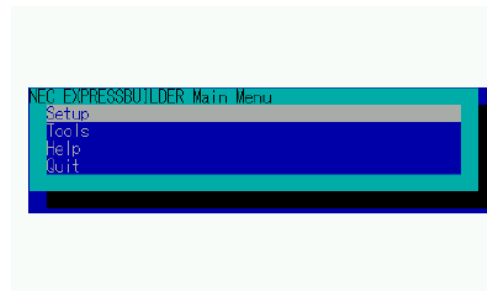 NEC EXPRESSBUILDER Main Menu
Setup
Tools
Help
Quit